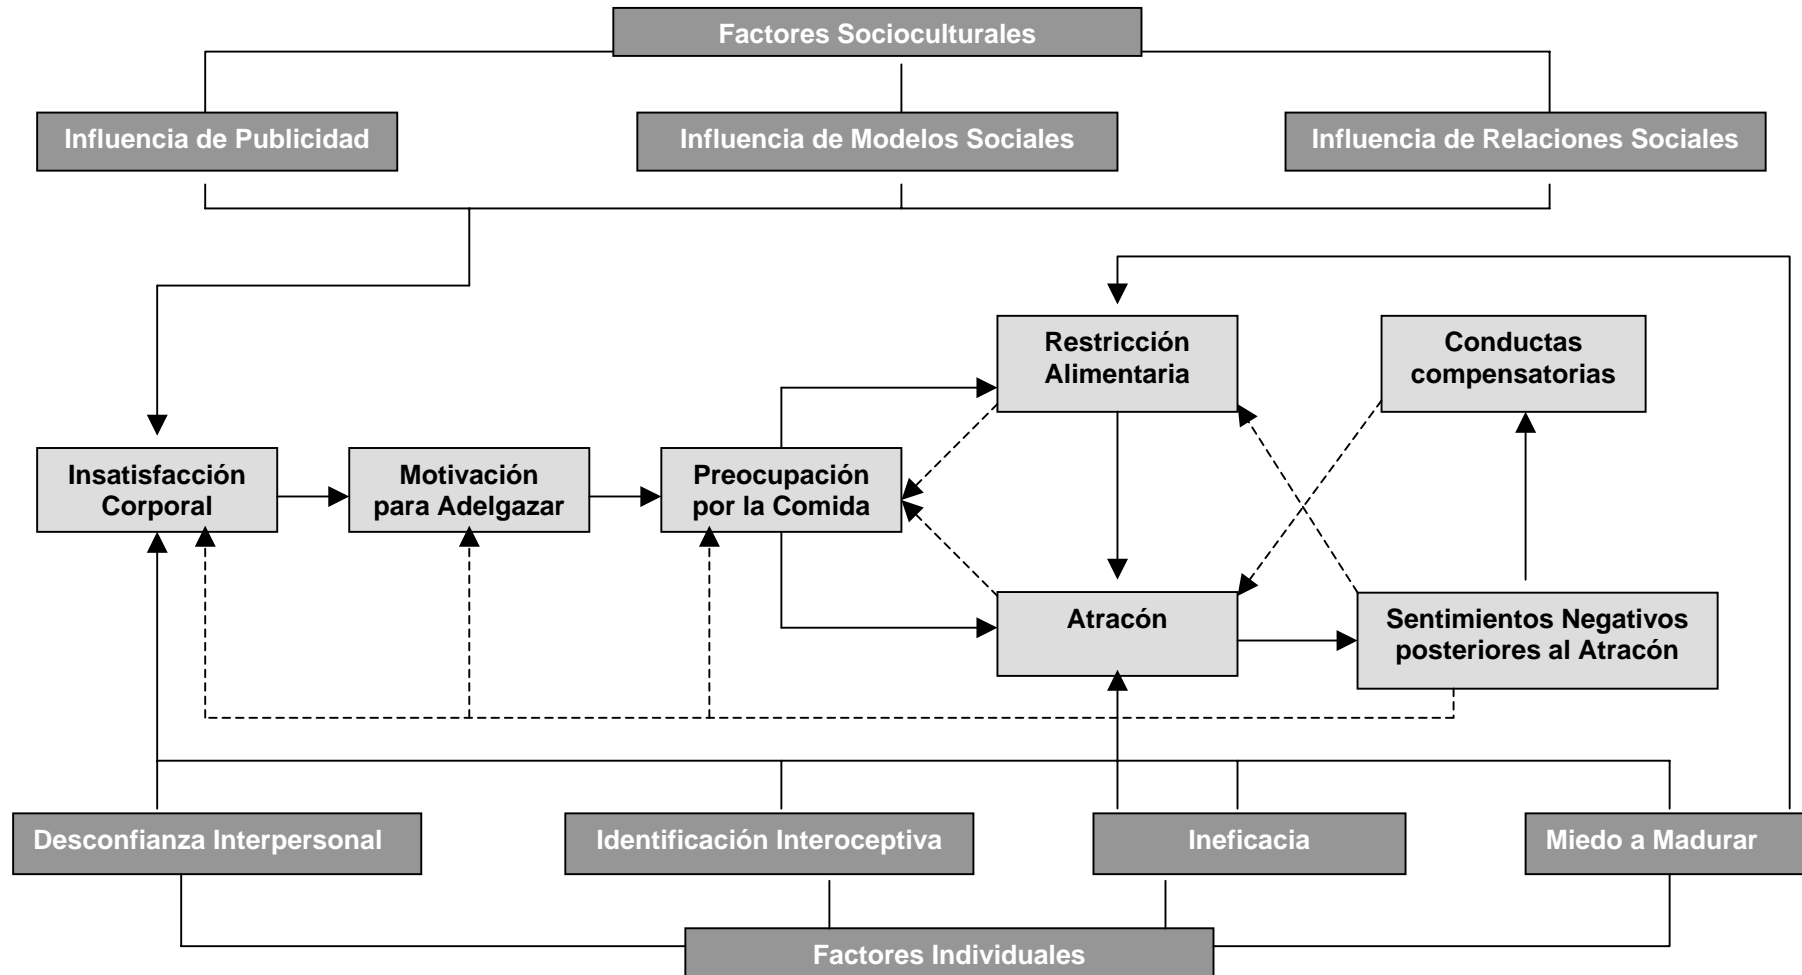 Factores Socioculturales
Influencia de Publicidad
Influencia de Modelos Sociales
Influencia de Relaciones Sociales
Restricción
Alimentaria
Conductas
compensatorias
Insatisfacción
Corporal
Motivación
para Adelgazar
Preocupación
por la Comida
Atracón
Sentimientos Negativos
posteriores al Atracón
Desconfianza Interpersonal
Identificación Interoceptiva
Ineficacia
Miedo a Madurar
Factores Individuales